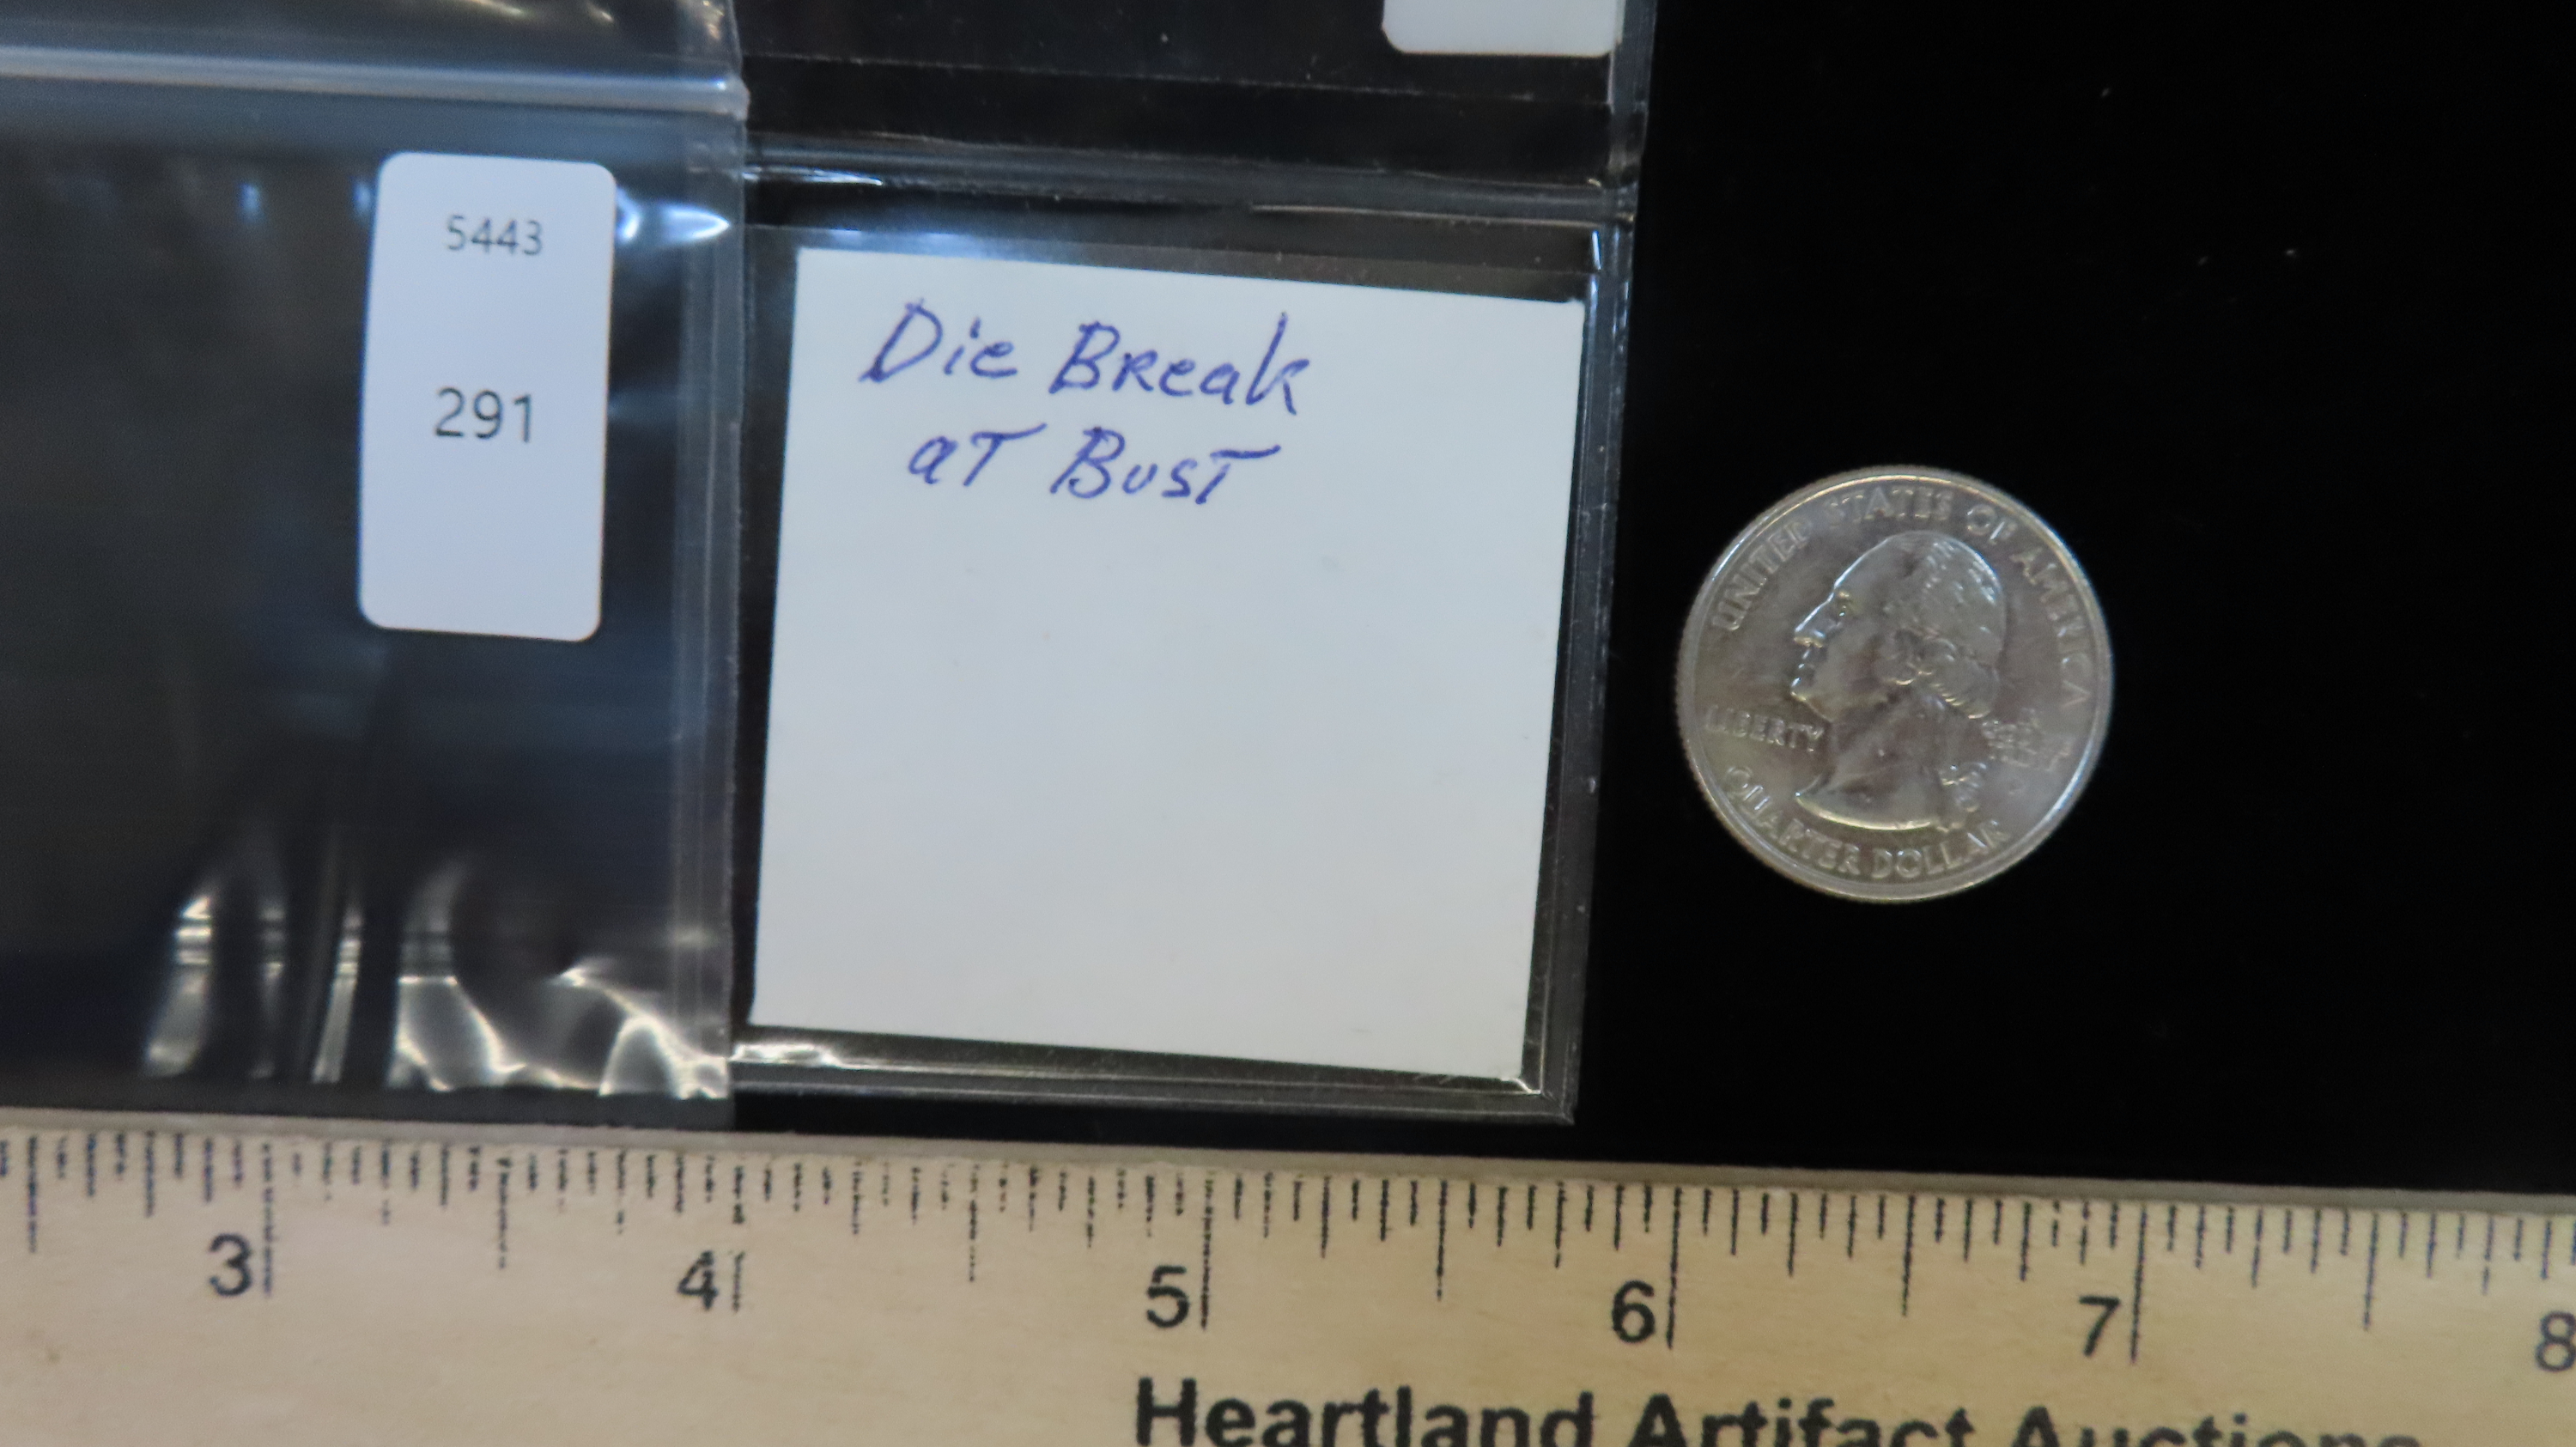 5443
291
Die Break
at Bust
UNITED STATES OF AMERICA
LIBERTY
QUARTER DOLLAR
3 4 5 6 7 8
Heartland Artifact Auctions